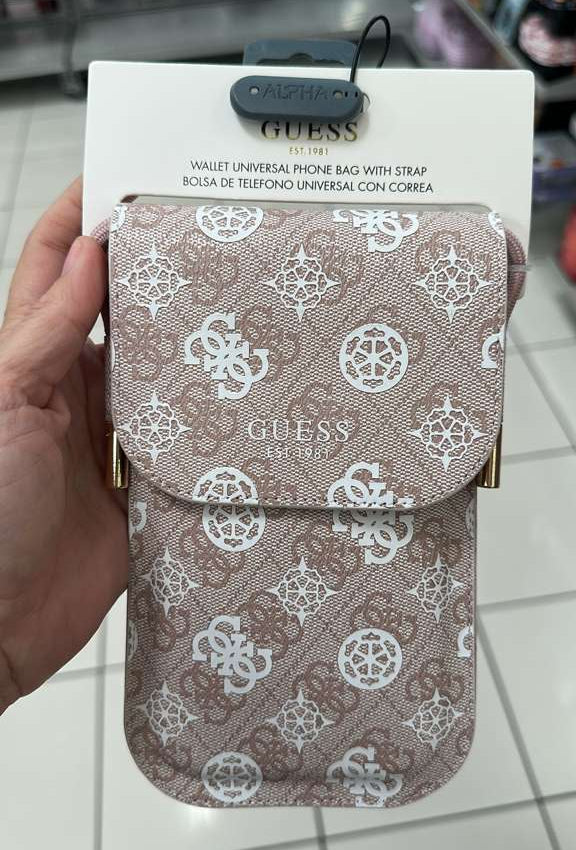 ALPHA
GUESS
EST. 1981
WALLET UNIVERSAL PHONE BAG WITH STRAP
BOLSA DE TELEFONO UNIVERSAL CON CORREA
GUESS
EST. 1981